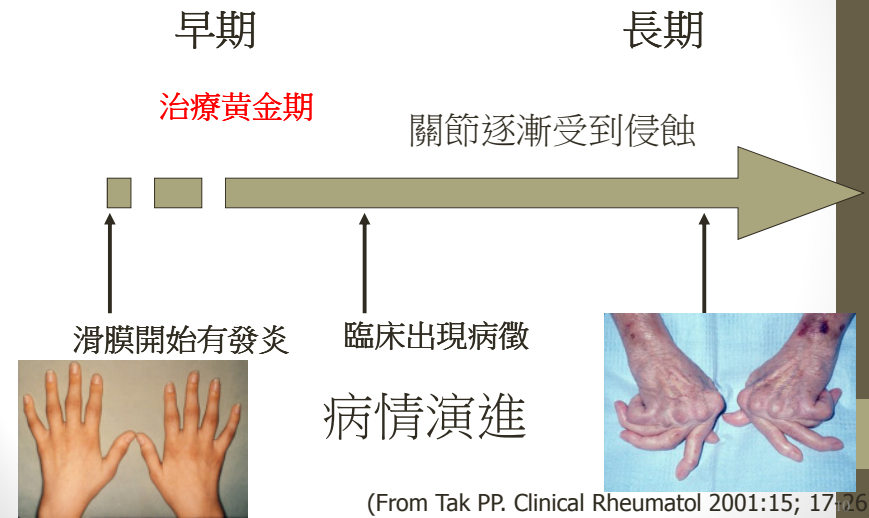 早期
長期
治療黃金期
關節逐漸受到侵蝕
滑膜開始有發炎
臨床出現病徵
病情演進
(From Tak PP. Clinical Rheumatol 2001:15; 17-26